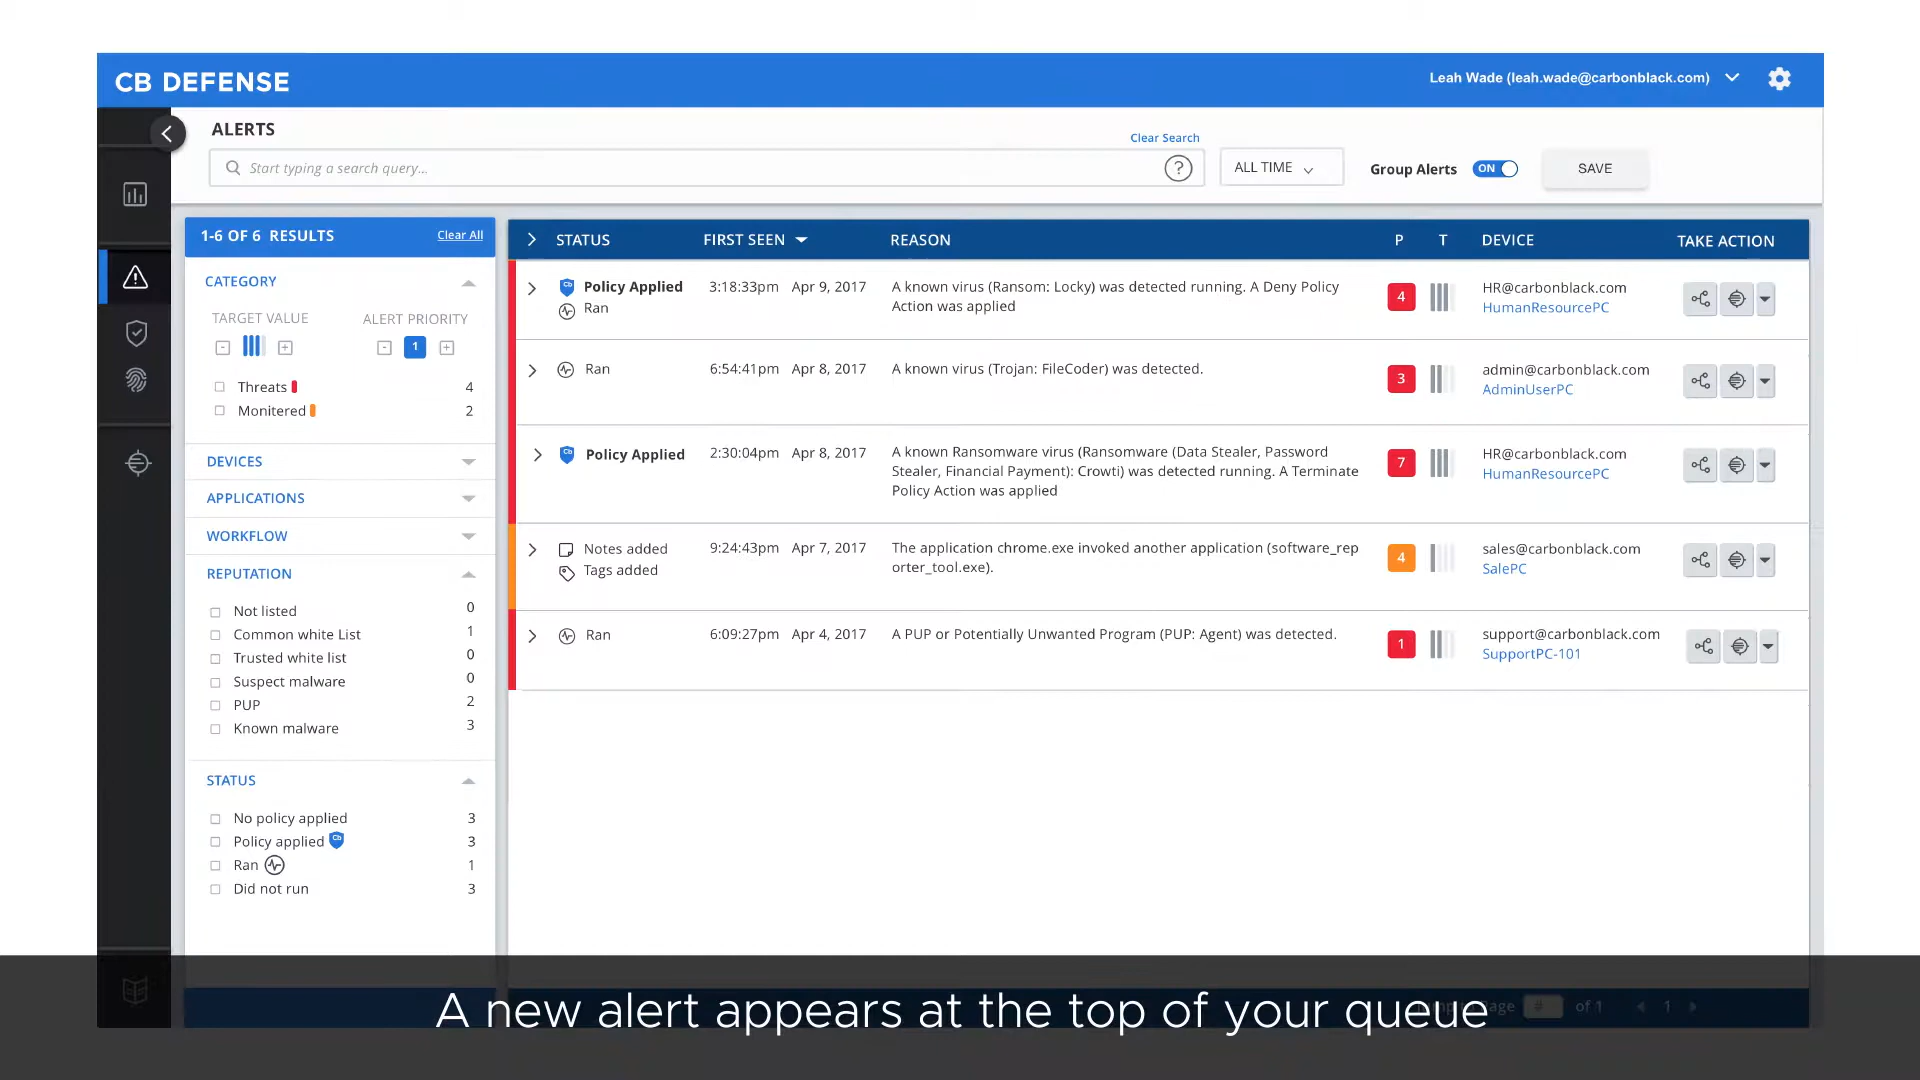 CB DEFENSE
Leah Wade (leah.wade@carbonblack.com)
ALERTS
Clear Search
Start typing a search query...
?
ALL TIME
Group Alerts
ON
SAVE
1-6 OF 6 RESULTS
Clear All
CATEGORY
TARGET VALUE
ALERT PRIORITY
- +
- 1 +
Threats 4
Monitered 2
DEVICES
APPLICATIONS
WORKFLOW
REPUTATION
Not listed 0
Common white List 1
Trusted white list 0
Suspect malware 0
PUP 2
Known malware 3
STATUS
No policy applied 3
Policy applied Cb 3
Ran 1
Did not run 3
STATUS FIRST SEEN REASON P T DEVICE TAKE ACTION
Cb Policy Applied 3:18:33pm Apr 9, 2017 A known virus (Ransom: Locky) was detected running. A Deny Policy 4 HR@carbonblack.com
Ran Action was applied HumanResourcePC
Ran 6:54:41pm Apr 8, 2017 A known virus (Trojan: FileCoder) was detected. 3 admin@carbonblack.com
AdminUserPC
Cb Policy Applied 2:30:04pm Apr 8, 2017 A known Ransomware virus (Ransomware (Data Stealer, Password 7 HR@carbonblack.com
Stealer, Financial Payment): Crowti) was detected running. A Terminate HumanResourcePC
Policy Action was applied
Notes added 9:24:43pm Apr 7, 2017 The application chrome.exe invoked another application (software_rep 4 sales@carbonblack.com
Tags added orter_tool.exe). SalePC
Ran 6:09:27pm Apr 4, 2017 A PUP or Potentially Unwanted Program (PUP: Agent) was detected. 1 support@carbonblack.com
SupportPC-101
# of 1 1
A new alert appears at the top of your queue